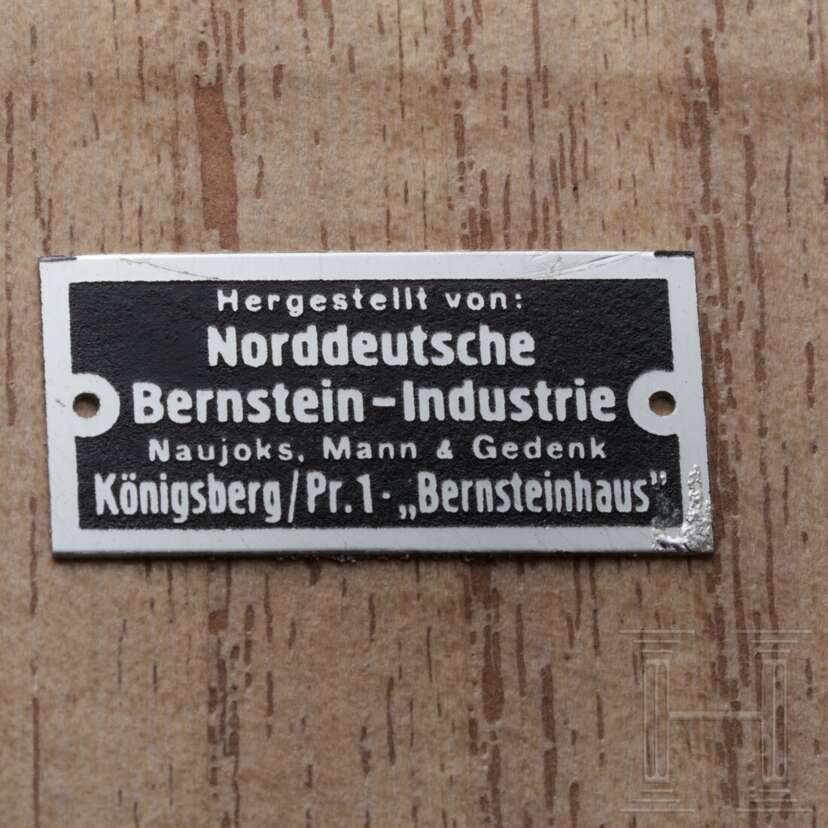 Hergestellt von:
Norddeutsche
Bernstein-Industrie
Naujoks, Mann & Gedenk
Königsberg/Pr.1·„Bernsteinhaus”
H